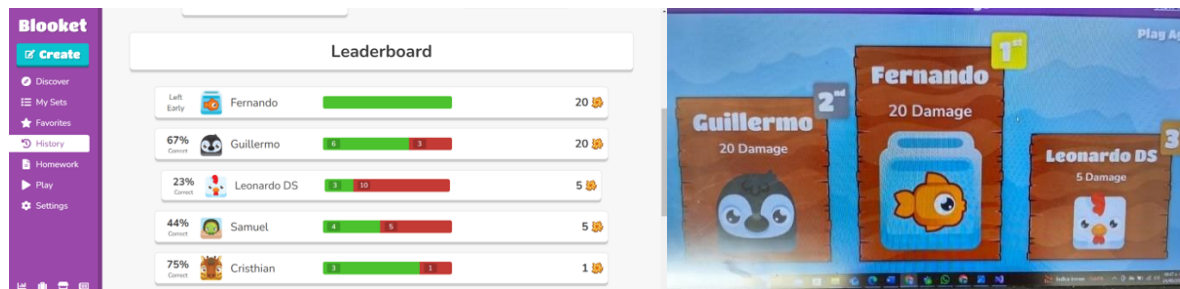 Blooket
Create
Discover
My Sets
Favorites
History
Homework
Play
Settings
Leaderboard
Left
Early
Fernando
20
67%
Correct
Guillermo
6
3
20
23%
Correct
Leonardo DS
3
10
5
44%
Correct
Samuel
4
5
5
75%
Correct
Cristhian
3
1
1
Play
1st
Fernando
20 Damage
2nd
Guillermo
20 Damage
3
Leonardo DS
5 Damage